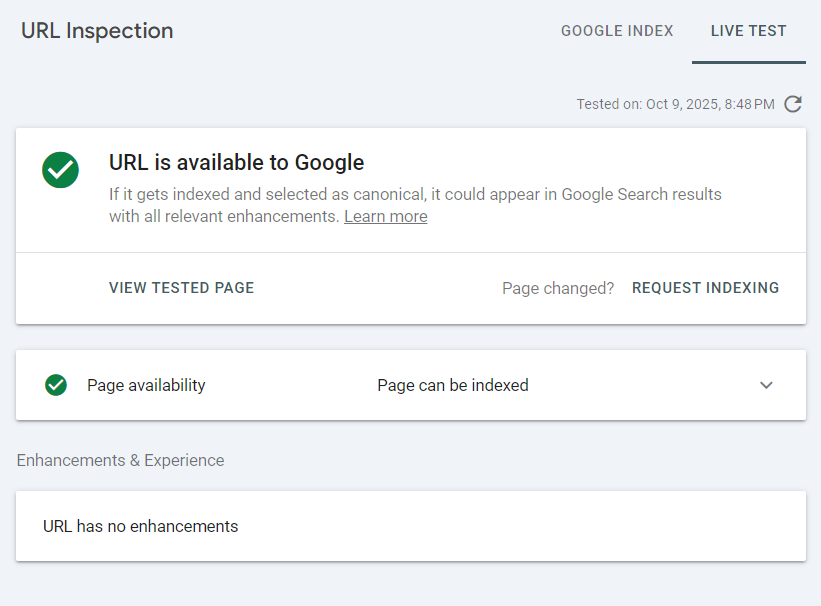 URL Inspection
GOOGLE INDEX
LIVE TEST
Tested on: Oct 9, 2025, 8:48 PM
URL is available to Google
If it gets indexed and selected as canonical, it could appear in Google Search results
with all relevant enhancements. Learn more
VIEW TESTED PAGE
Page changed? REQUEST INDEXING
Page availability
Page can be indexed
Enhancements & Experience
URL has no enhancements